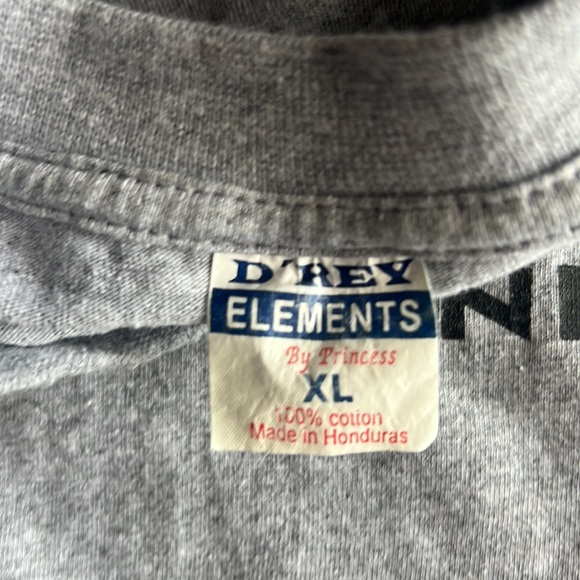 D'REY
ELEMENTS
By Princess
XL
100% cotton
Made in Honduras
N